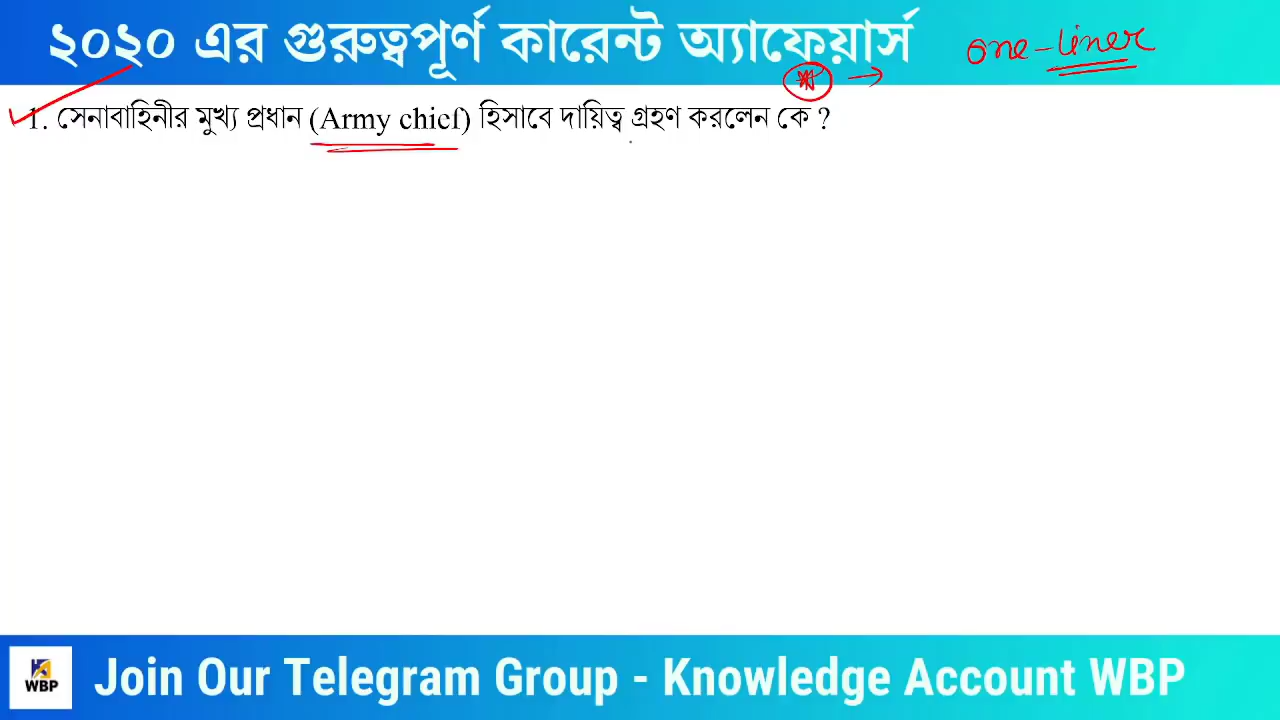 ২০২০ এর গুরুত্বপূর্ণ কারেন্ট অ্যাফেয়ার্স one-liner
1. সেনাবাহিনীর মুখ্য প্রধান (Army chief) হিসাবে দায়িত্ব গ্রহণ করলেন কে ?
WBP
Join Our Telegram Group - Knowledge Account WBP